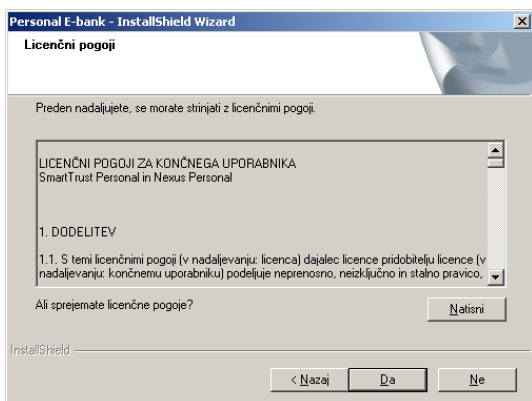 Personal E-bank - InstallShield Wizard
Licenčni pogoji
Preden nadaljujete, se morate strinjati z licenčnimi pogoji.
LICENČNI POGOJI ZA KONČNEGA UPORABNIKA
SmartTrust Personal in Nexus Personal
1. DODELITEV
1.1. S temi licenčnimi pogoji (v nadaljevanju: licenca) dajalec licence pridobitelju licence (v
nadaljevanju: končnemu uporabniku) podeljuje neprenosno, neizključno in stalno pravico,
Ali sprejemate licenčne pogoje?
Natisni
InstallShield
< Nazaj
Da
Ne